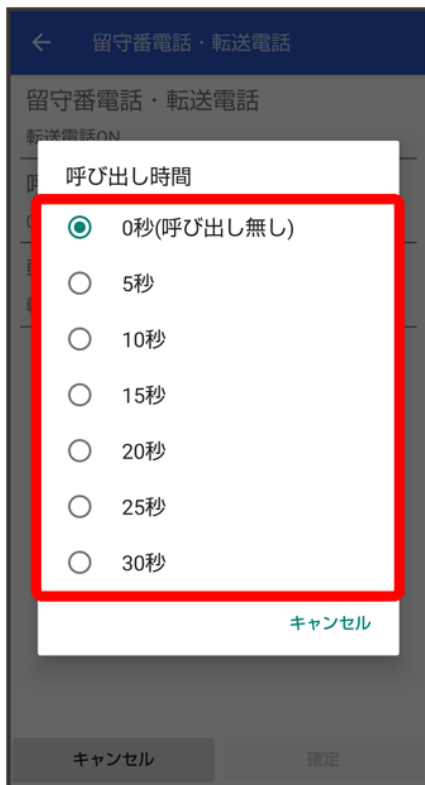 留守番電話・転送電話
留守番電話・転送電話
転送電話ON
呼び出し時間
0秒(呼び出し無し)
5秒
10秒
15秒
20秒
25秒
30秒
キャンセル
キャンセル
確定